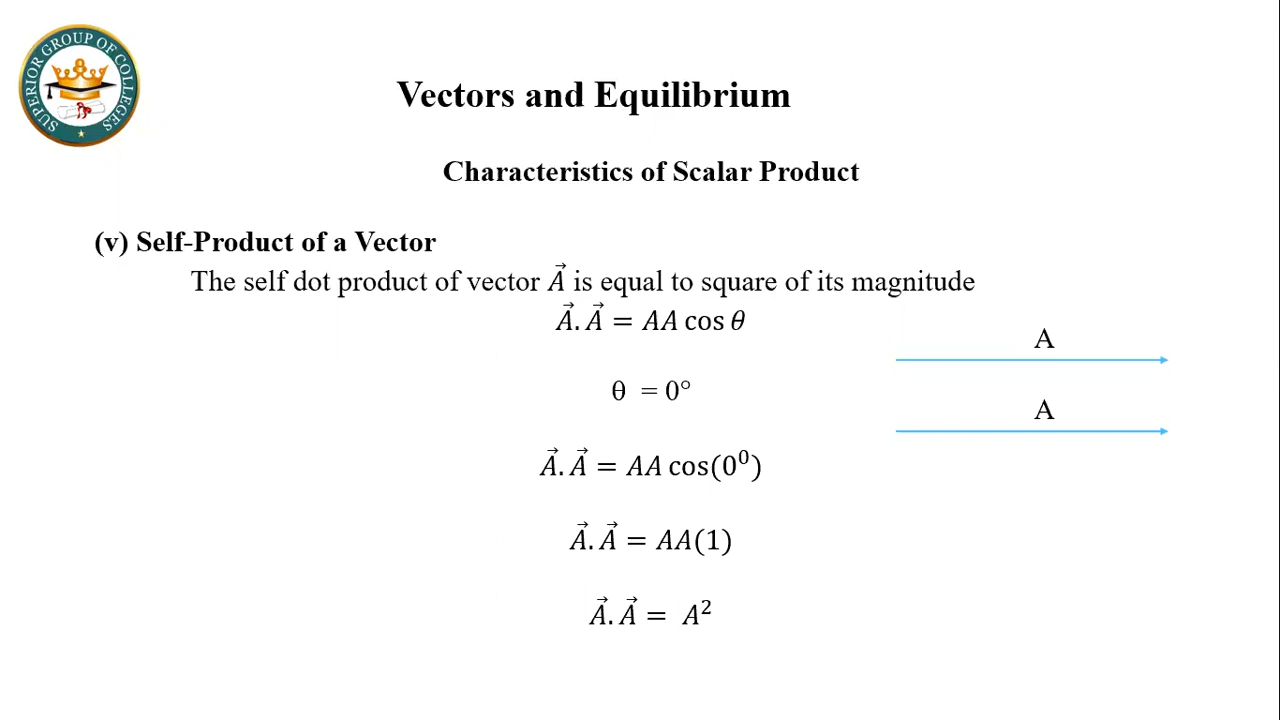 SUPERIOR GROUP OF COLLEGES
Vectors and Equilibrium
Characteristics of Scalar Product
(v) Self-Product of a Vector
The self dot product of vector A⃗ is equal to square of its magnitude
A⃗. A⃗ = AA cos θ
A
θ = 0°
A
A⃗. A⃗ = AA cos(0⁰)
A⃗. A⃗ = AA(1)
A⃗. A⃗ = A²